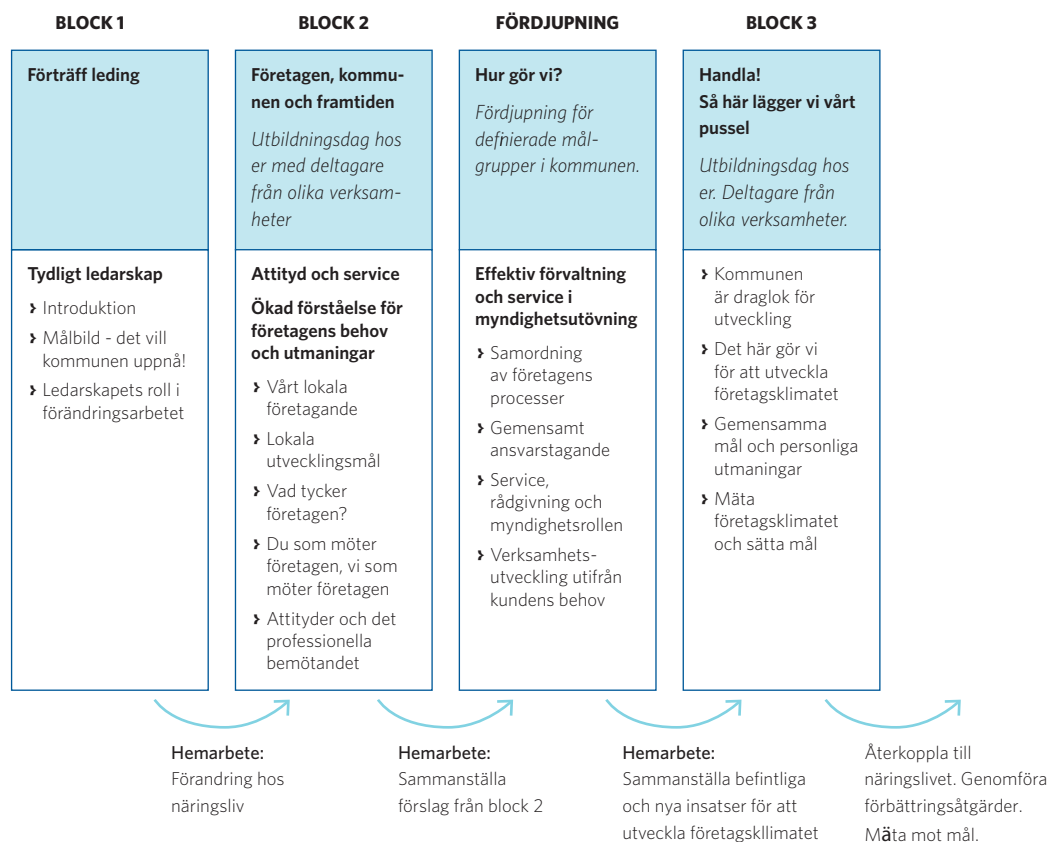 BLOCK 1
Förträff leding
Tydligt ledarskap
Introduktion
Målbild - det vill
kommunen uppnå!
Ledarskapets roll i
förändringsarbetet
BLOCK 2
Företagen, kommu-
nen och framtiden
Utbildningsdag hos
er med deltagare
från olika verksam-
heter
Attityd och service
Ökad förståelse för
företagens behov
och utmaningar
Vårt lokala
företagande
Lokala
utvecklingsmål
Vad tycker
företagen?
Du som möter
företagen, vi som
möter företagen
Attityder och det
professionella
bemötandet
FÖRDJUPNING
Hur gör vi?
Fördjupning för
definierade mål-
grupper i kommunen.
Effektiv förvaltning
och service i
myndighetsutövning
Samordning
av företagens
processer
Gemensamt
ansvarstagande
Service,
rådgivning och
myndighetsrollen
Verksamhets-
utveckling utifrån
kundens behov
BLOCK 3
Handla!
Så här lägger vi vårt
pussel
Utbildningsdag hos
er. Deltagare från
olika verksamheter.
Kommunen
är draglok för
utveckling
Det här gör vi
för att utveckla
företagsklimatet
Gemensamma
mål och personliga
utmaningar
Mäta
företagsklimatet
och sätta mål
Hemarbete:
Förandring hos
näringsliv
Hemarbete:
Sammanställa
förslag från block 2
Hemarbete:
Sammanställa befintliga
och nya insatser för att
utveckla företagskllimatet
Återkoppla till
näringslivet. Genomföra
förbättringsåtgärder.
Mäta mot mål.